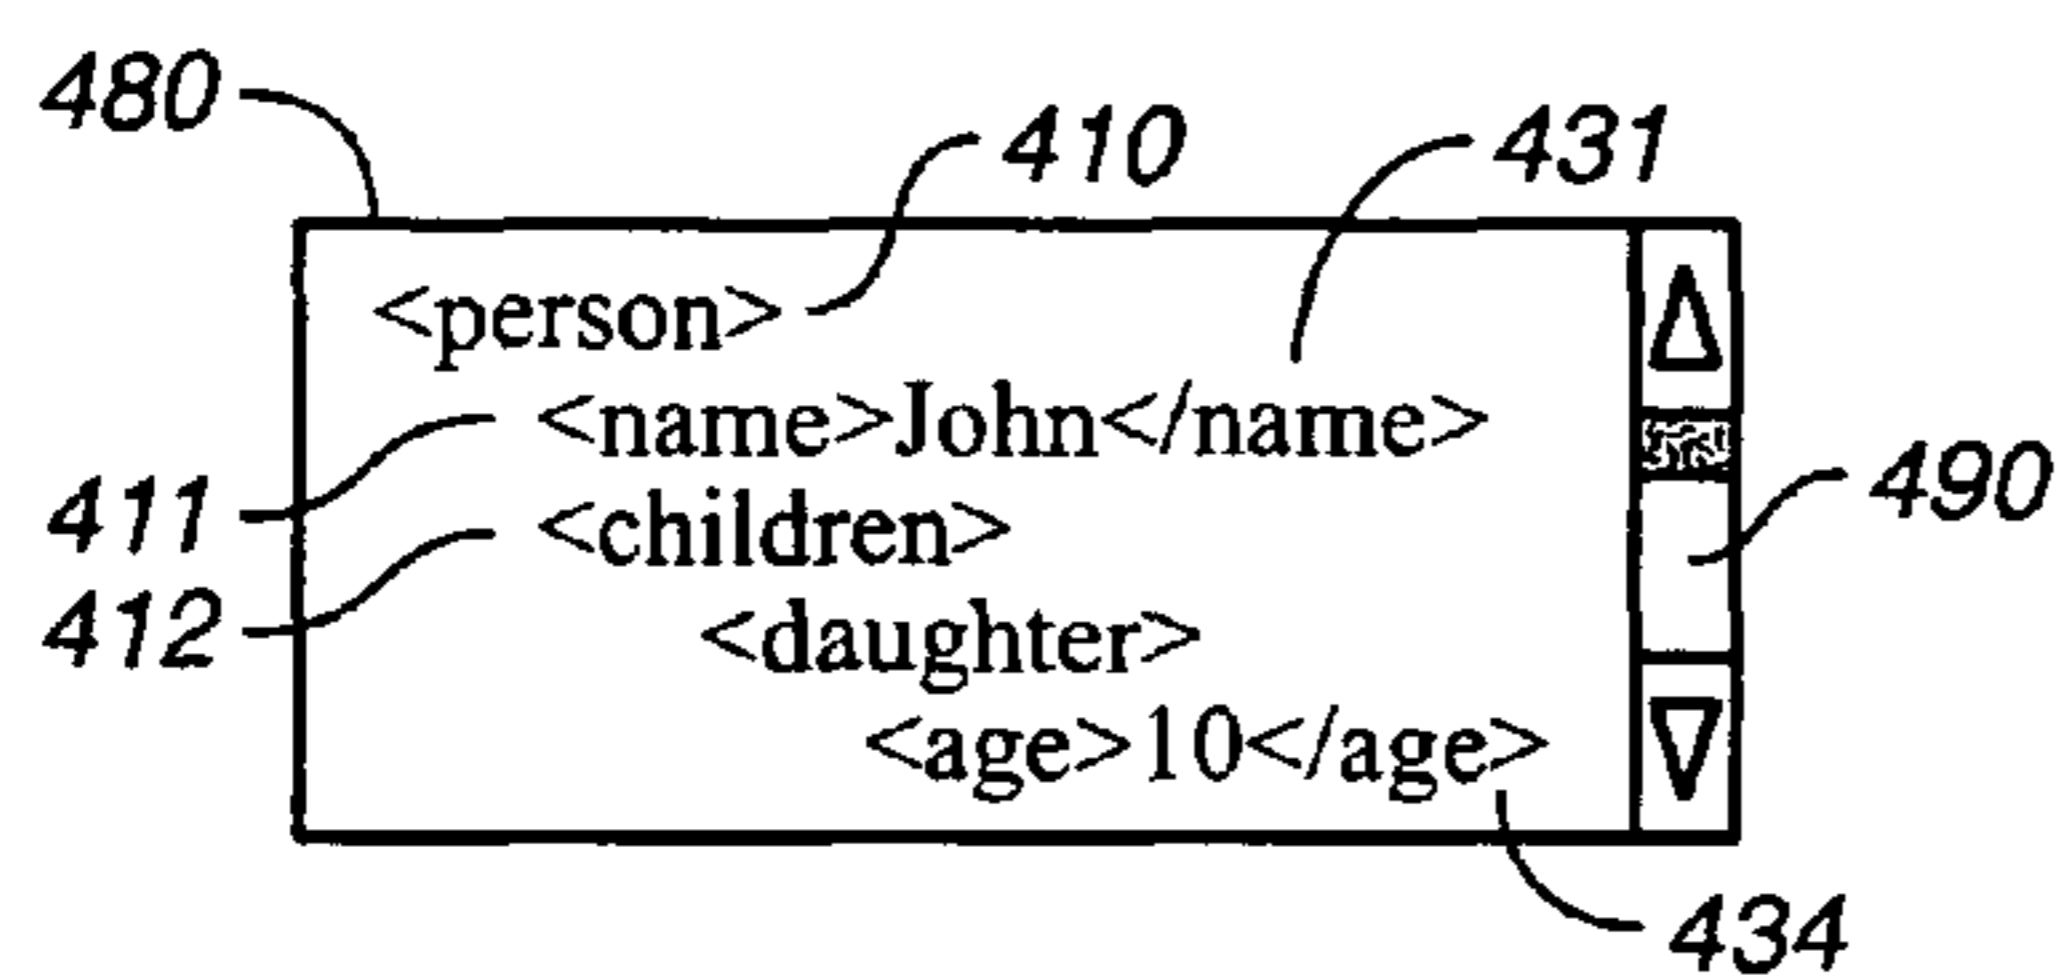 480
410
431
<person>
<name>John</name>
411
<children>
490
412
<daughter>
<age>10</age>
434